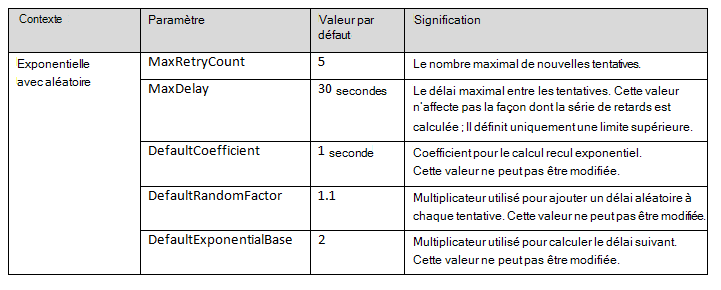 Contexte Paramètre Valeur par défaut Signification
Exponentielle avec aléatoire
MaxRetryCount 5 Le nombre maximal de nouvelles tentatives.
MaxDelay 30 secondes Le délai maximal entre les tentatives. Cette valeur
n'affecte pas la façon dont la série de retards est
calculée ; Il définit uniquement une limite supérieure.
DefaultCoefficient 1 seconde Coefficient pour le calcul recul exponentiel.
Cette valeur ne peut pas être modifiée.
DefaultRandomFactor 1.1 Multiplicateur utilisé pour ajouter un délai aléatoire à
chaque tentative. Cette valeur ne peut pas être modifiée.
DefaultExponentialBase 2 Multiplicateur utilisé pour calculer le délai suivant.
Cette valeur ne peut pas être modifiée.